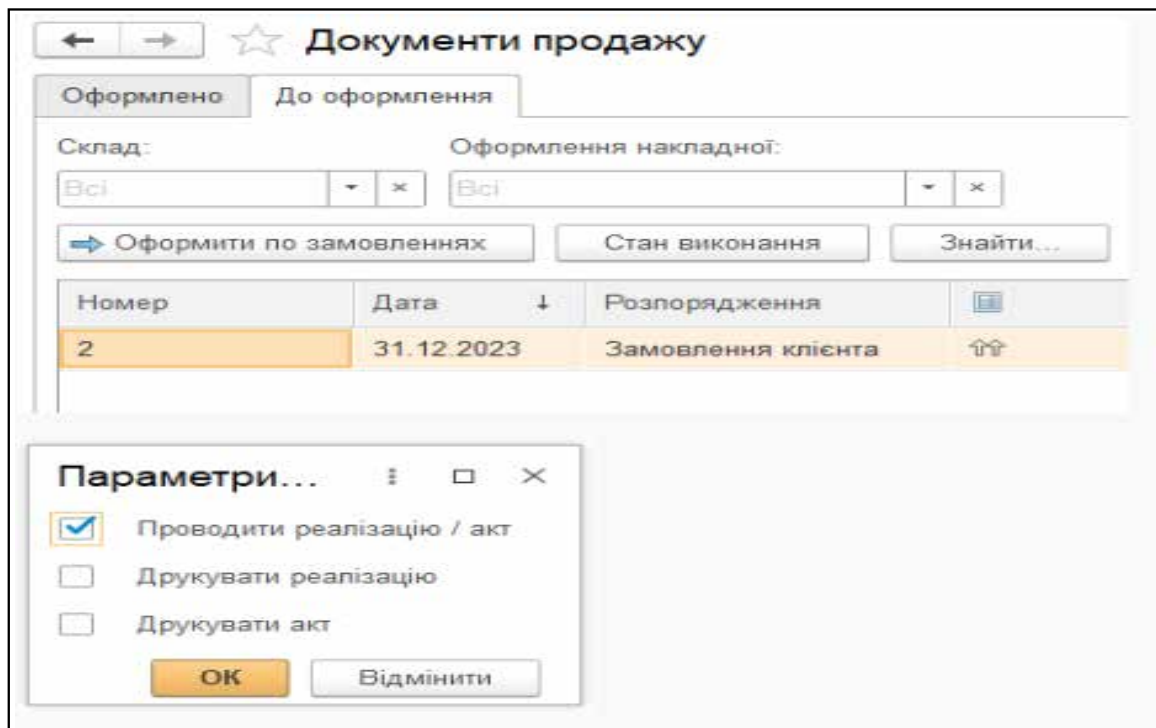 Документи продажу
Оформлено До оформлення
Склад: Оформлення накладної:
Всі Всі
Оформити по замовленнях Стан виконання Знайти...
Номер Дата ↓ Розпорядження
2 31.12.2023 Замовлення клієнта
Параметри...
Проводити реалізацію / акт
Друкувати реалізацію
Друкувати акт
ОК Відмінити